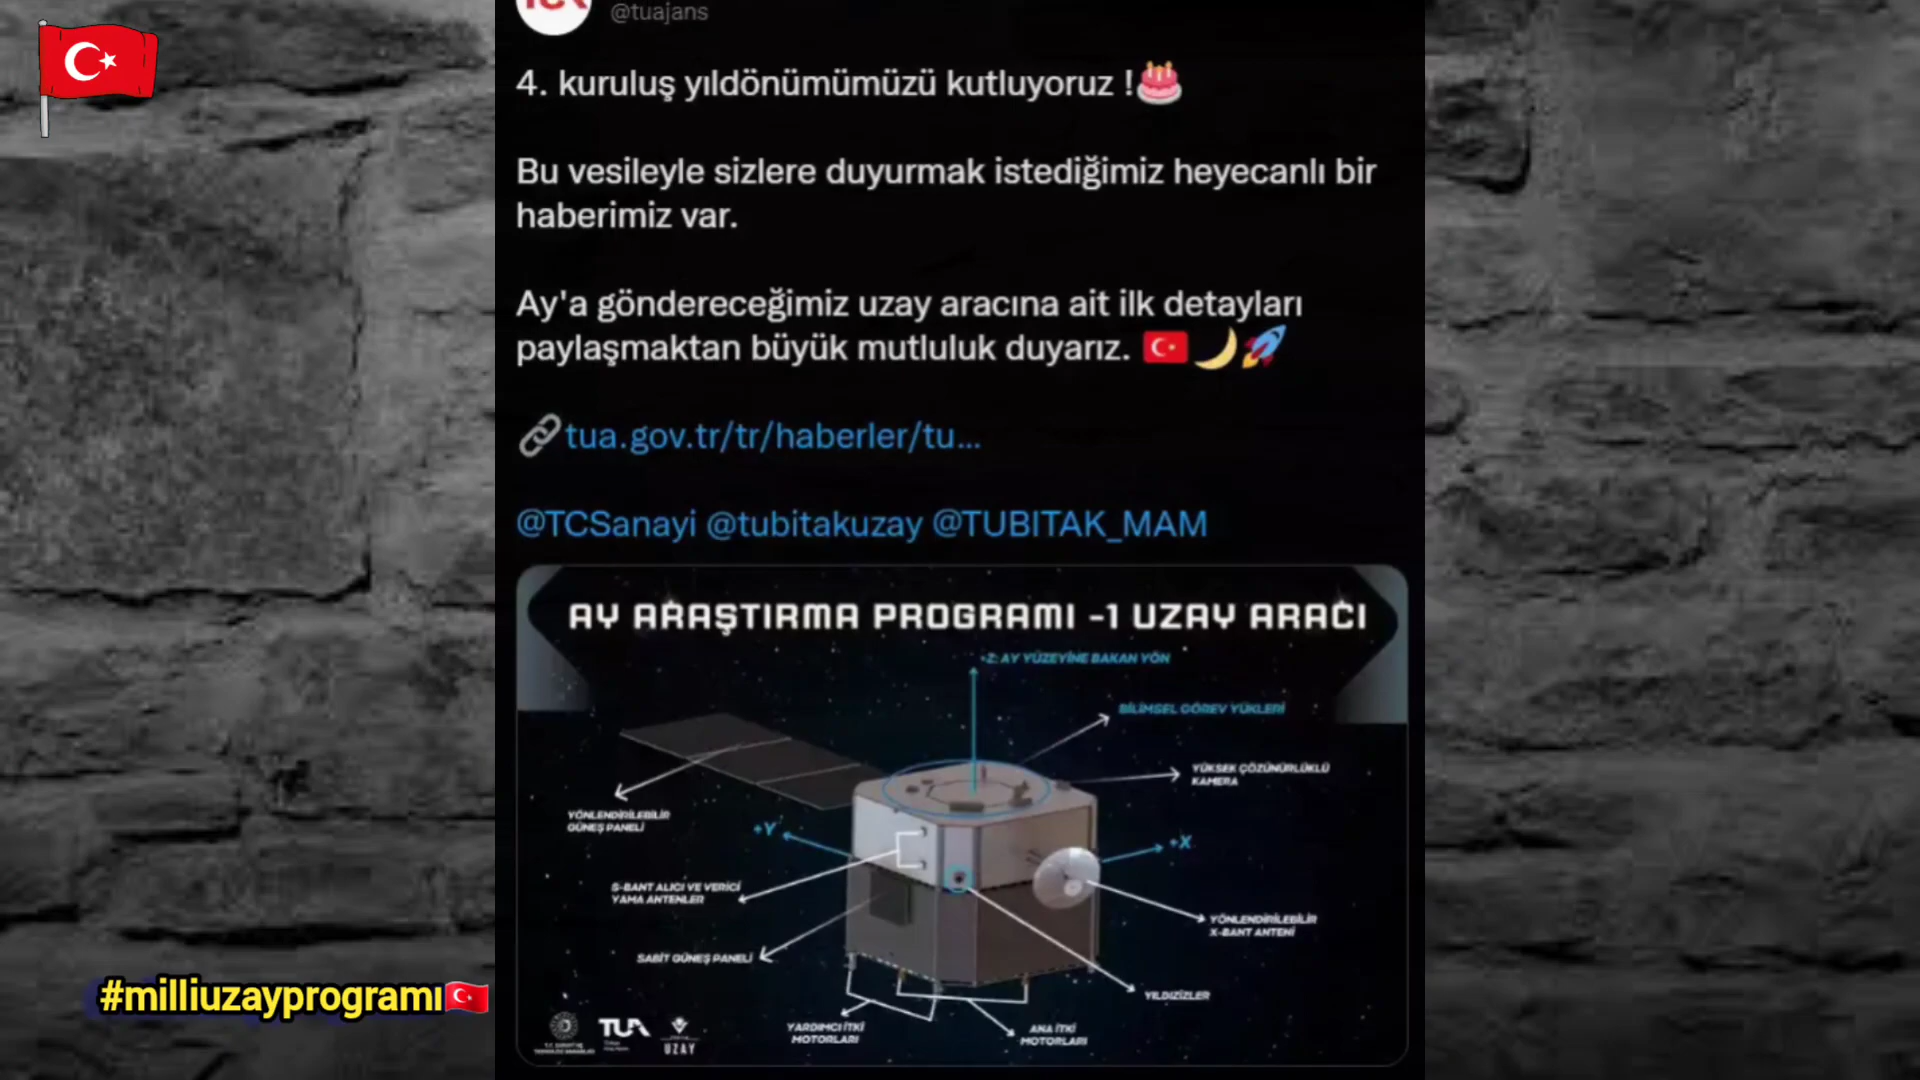 @tuajans
4. kuruluş yıldönümümüzü kutluyoruz !🎂
Bu vesileyle sizlere duyurmak istediğimiz heyecanlı bir
haberimiz var.
Ay'a göndereceğimiz uzay aracına ait ilk detayları
paylaşmaktan büyük mutluluk duyarız. 🇹🇷🌙🚀
🔗tua.gov.tr/tr/haberler/tu...
@TCSanayi @tubitakuzay @TUBITAK_MAM
AY ARAŞTIRMA PROGRAMI -1 UZAY ARACI
-Z: AY YÜZEYİNE BAKAN YÖN
BİLİMSEL GÖREV YÜKLERİ
YÜKSEK ÇÖZÜNÜRLÜKLÜ
KAMERA
YÖNLENDİRİLEBİLİR
GÜNEŞ PANELİ
+Y
+X
S-BANT ALICI VE VERİCİ
YAMA ANTENLER
YÖNLENDİRİLEBİLİR
X-BANT ANTENİ
SABİT GÜNEŞ PANELİ
YILDIZİZLER
YARDIMCI İTKİ
MOTORLARI
ANA İTKİ
MOTORLARI
TUA
UZAY
#milliuzayprogramı🇹🇷